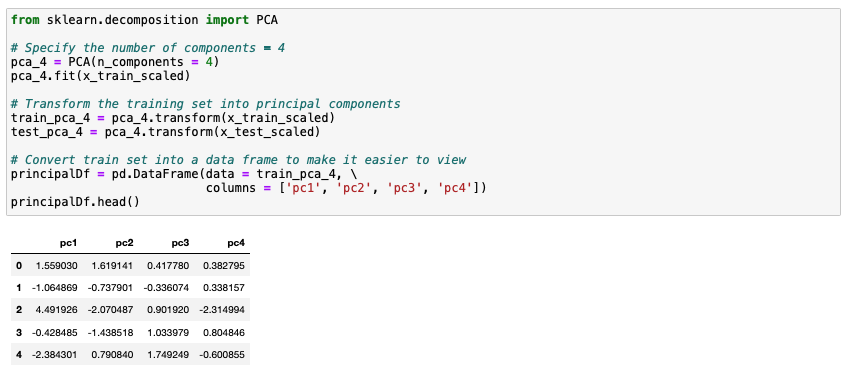 from sklearn.decomposition import PCA
# Specify the number of components = 4
pca_4 = PCA(n_components = 4)
pca_4.fit(x_train_scaled)
# Transform the training set into principal components
train_pca_4 = pca_4.transform(x_train_scaled)
test_pca_4 = pca_4.transform(x_test_scaled)
# Convert train set into a data frame to make it easier to view
principalDf = pd.DataFrame(data = train_pca_4, \
columns = ['pc1', 'pc2', 'pc3', 'pc4'])
principalDf.head()
pc1 pc2 pc3 pc4
0 1.559030 1.619141 0.417780 0.382795
1 -1.064869 -0.737901 -0.336074 0.338157
2 4.491926 -2.070487 0.901920 -2.314994
3 -0.428485 -1.438518 1.033979 0.804846
4 -2.384301 0.790840 1.749249 -0.600855